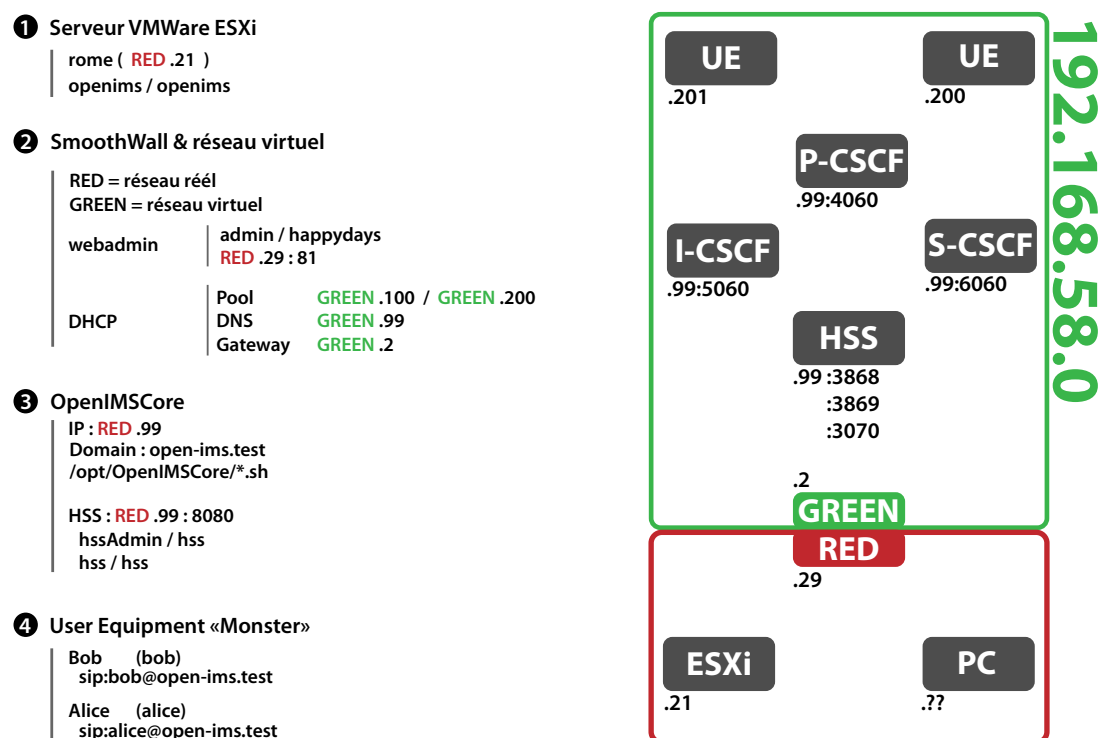 ❶ Serveur VMWare ESXi
rome ( RED .21 )
openims / openims
❷ SmoothWall & réseau virtuel
RED = réseau réél
GREEN = réseau virtuel
webadmin
admin / happydays
RED .29 : 81
DHCP
Pool GREEN .100 / GREEN .200
DNS GREEN .99
Gateway GREEN .2
❸ OpenIMSCore
IP : RED .99
Domain : open-ims.test
/opt/OpenIMSCore/*.sh
HSS : RED .99 : 8080
hssAdmin / hss
hss / hss
❹ User Equipment «Monster»
Bob (bob)
sip:bob@open-ims.test
Alice (alice)
sip:alice@open-ims.test
UE
.201
UE
.200
P-CSCF
.99:4060
I-CSCF
.99:5060
S-CSCF
.99:6060
HSS
.99 :3868
:3869
:3070
.2
GREEN
RED
.29
ESXi
.21
PC
.??
192.168.58.0